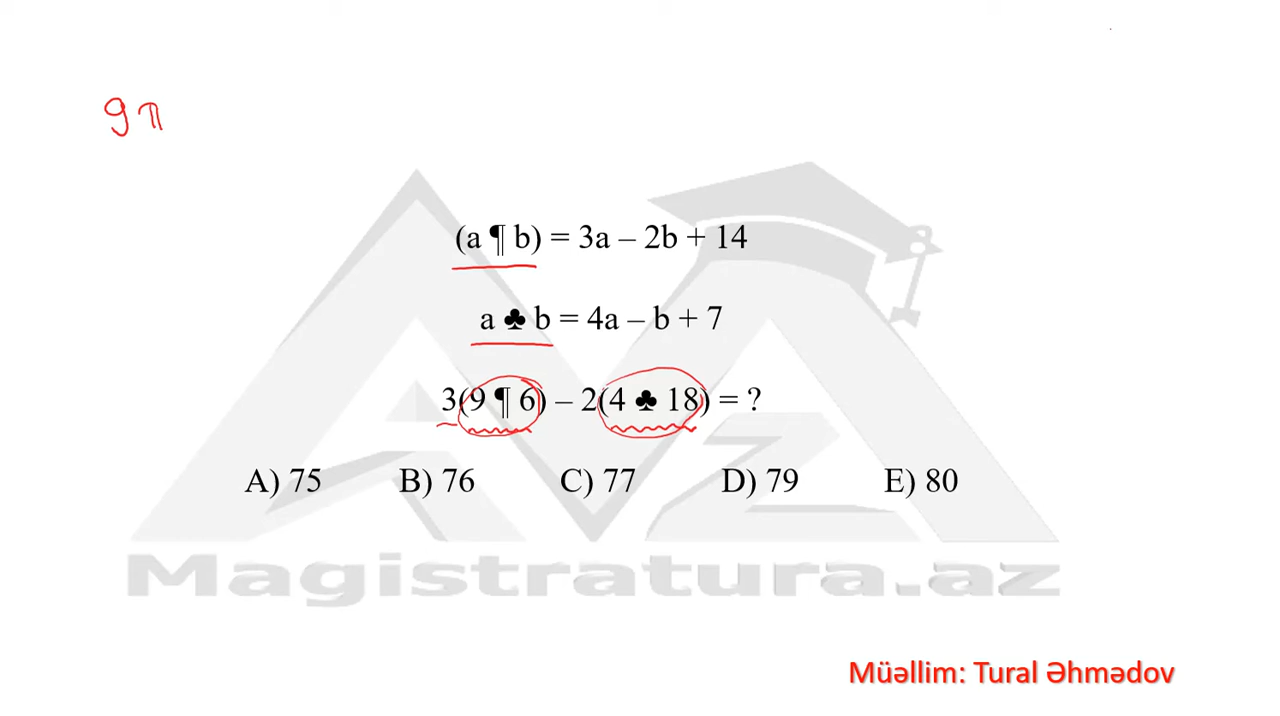 9 ¶
(a ¶ b) = 3a – 2b + 14
a ♣ b = 4a – b + 7
3(9 ¶ 6) – 2(4 ♣ 18) = ?
A) 75 B) 76 C) 77 D) 79 E) 80
Magistratura.az
Müəllim: Tural Əhmədov